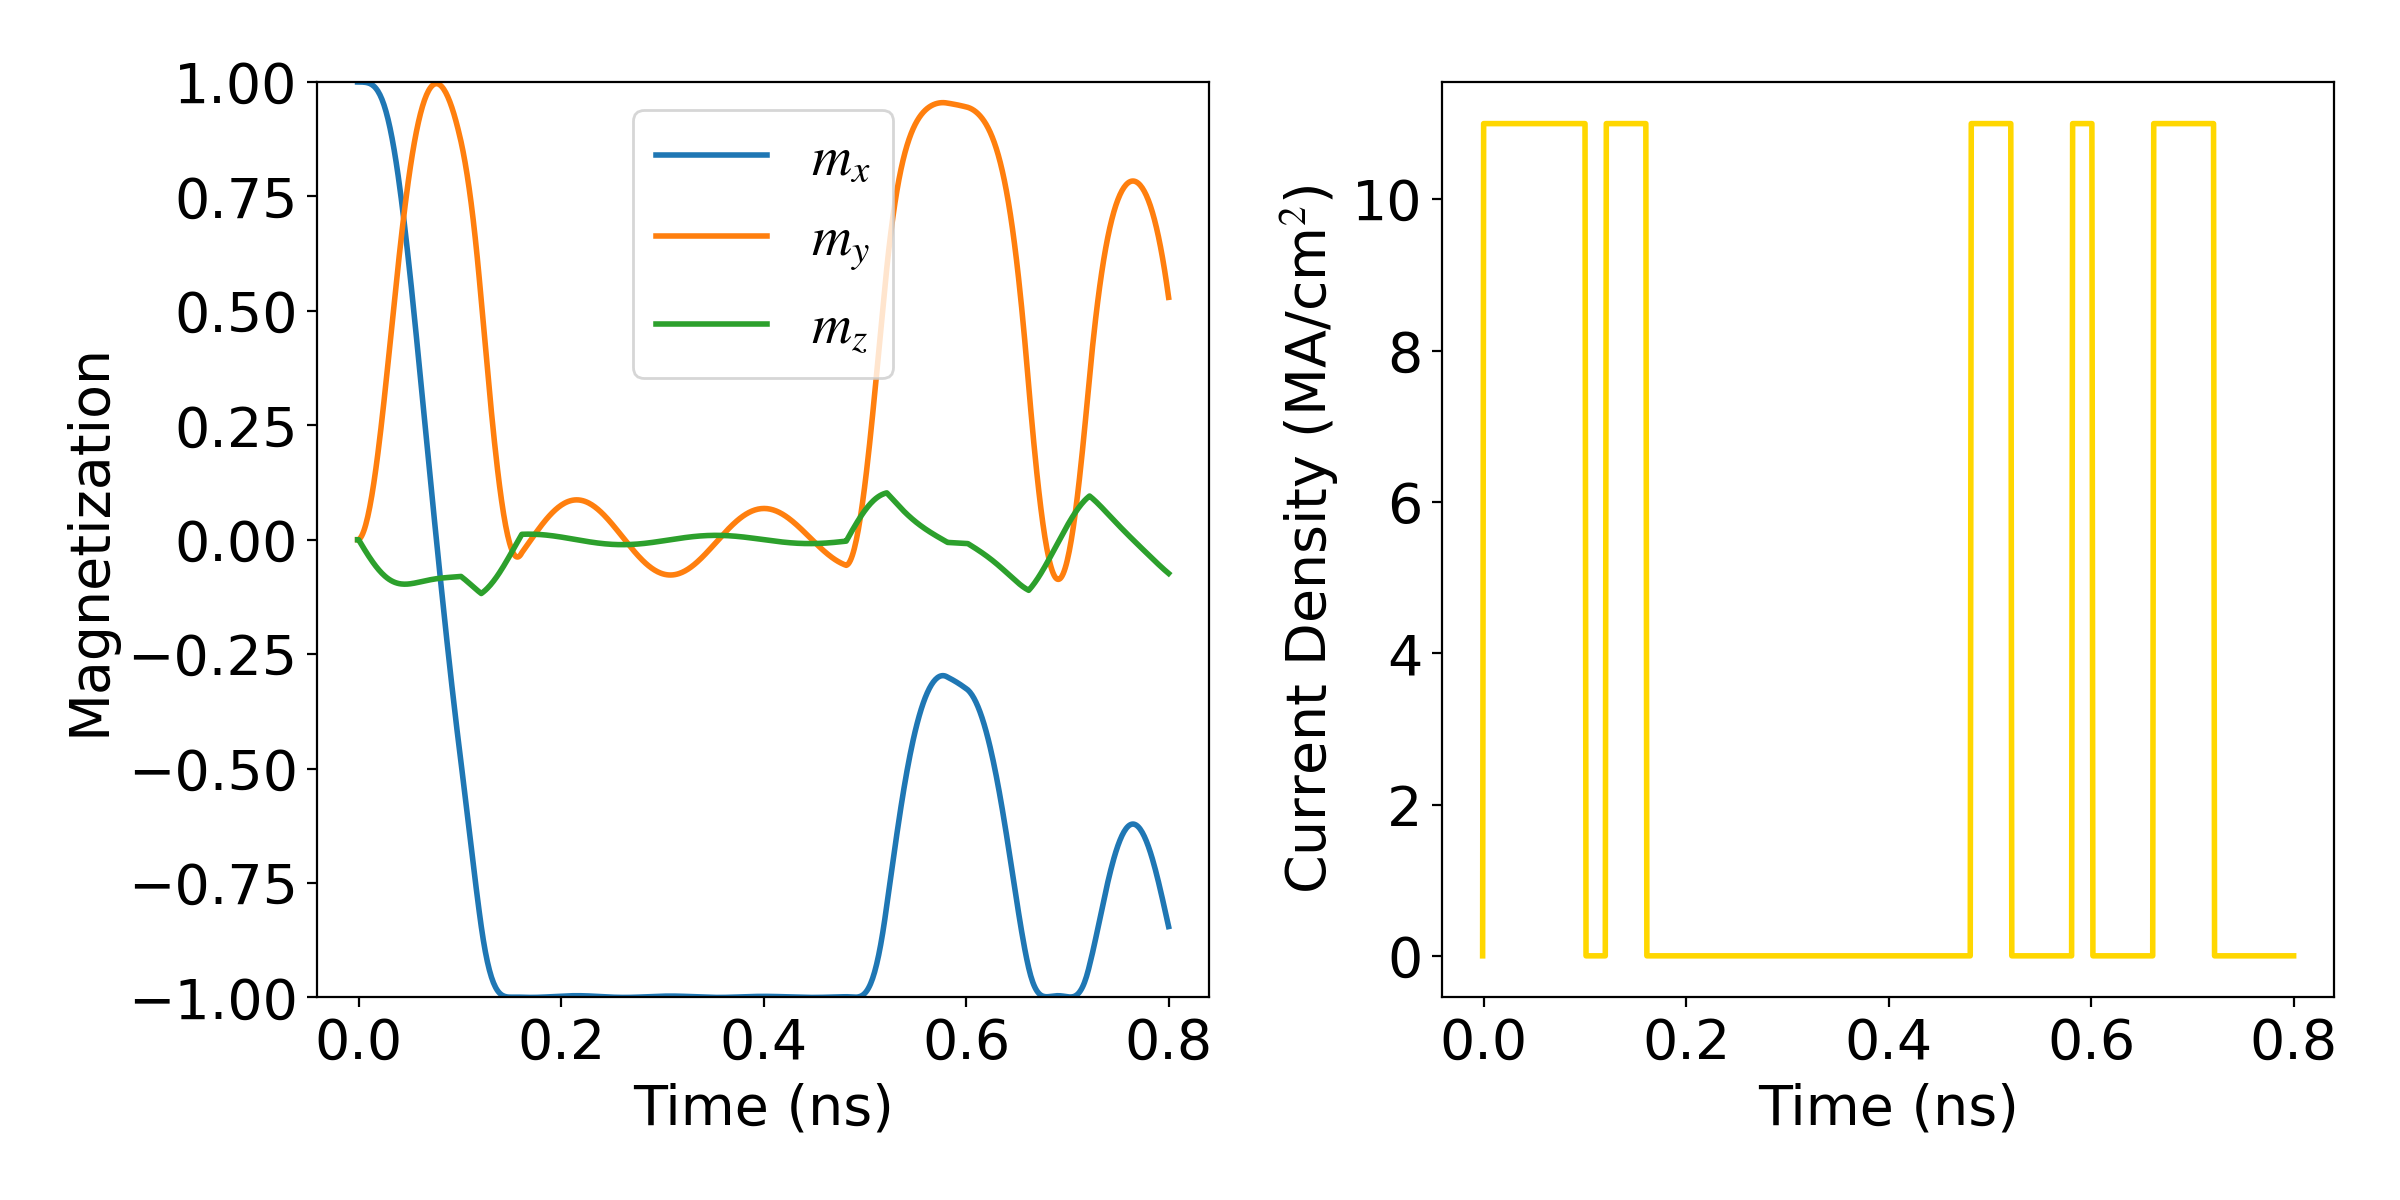 Magnetization
1.00
0.75
0.50
0.25
0.00
−0.25
−0.50
−0.75
−1.00
0.0 0.2 0.4 0.6 0.8
Time (ns)
m_x
m_y
m_z
Current Density (MA/cm²)
10
8
6
4
2
0
0.0 0.2 0.4 0.6 0.8
Time (ns)